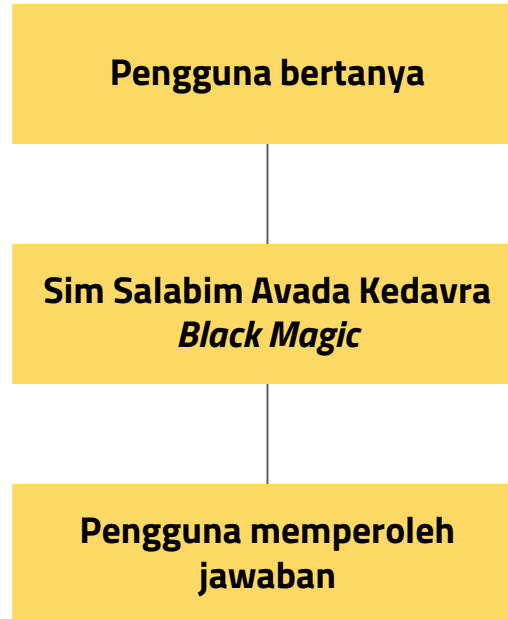 Pengguna bertanya
Sim Salabim Avada Kedavra
Black Magic
Pengguna memperoleh
jawaban